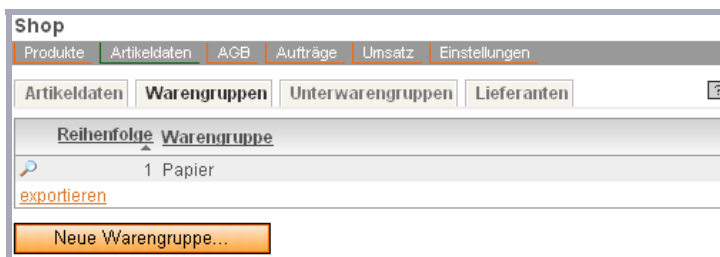 Shop
Produkte Artikeldaten AGB Aufträge Umsatz Einstellungen
Artikeldaten Warengruppen Unterwarengruppen Lieferanten ?
Reihenfolge Warengruppe
1 Papier
exportieren
Neue Warengruppe...